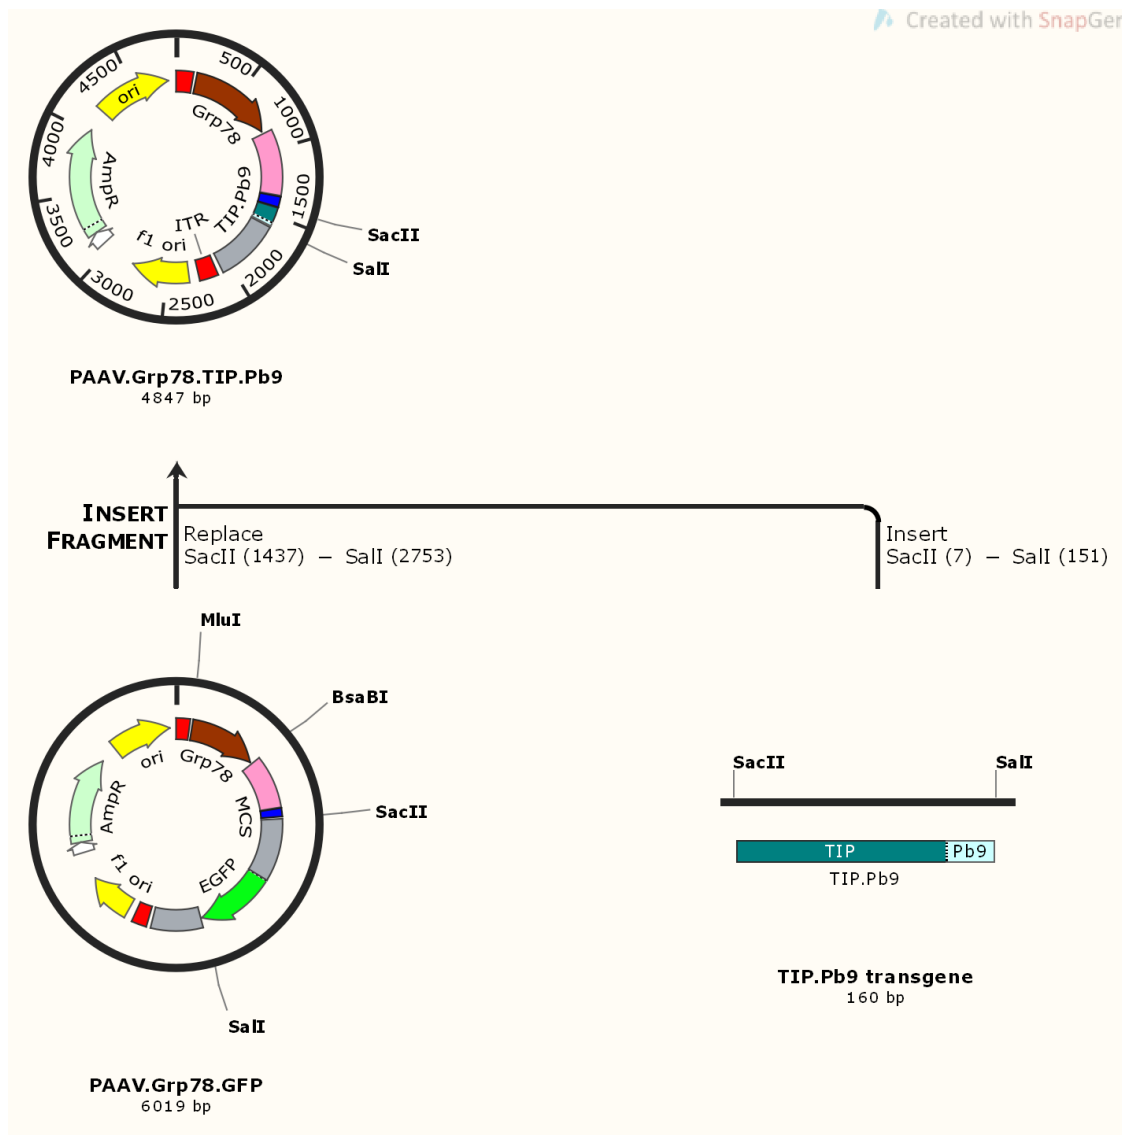 Created with SnapGer
500
1000
1500
2000
2500
3000
3500
4000
4500
ori
Grp78
TIP.Pb9
ITR
f1 ori
AmpR
SacII
SalI
PAAV.Grp78.TIP.Pb9
4847 bp
INSERT
FRAGMENT
Replace
SacII (1437) – SalI (2753)
Insert
SacII (7) – SalI (151)
MluI
BsaBI
SacII
SalI
ori
Grp78
MCS
EGFP
f1 ori
AmpR
PAAV.Grp78.GFP
6019 bp
SacII
SalI
TIP
Pb9
TIP.Pb9
TIP.Pb9 transgene
160 bp